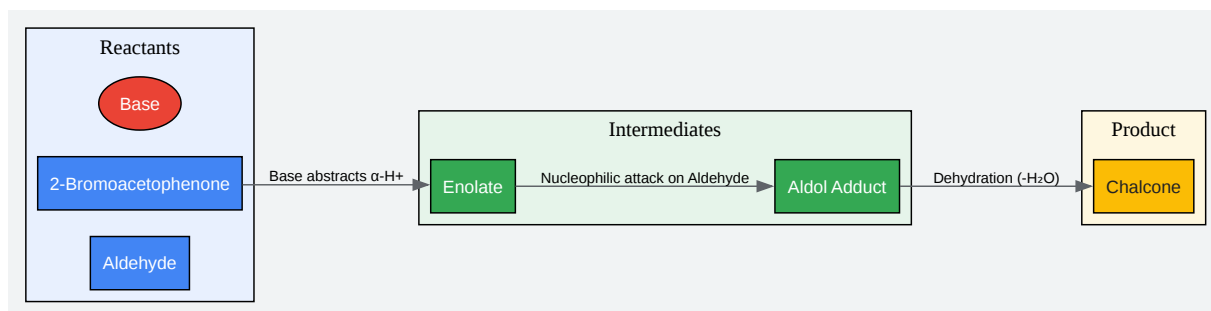 Reactants
Base
2-Bromoacetophenone
Aldehyde
Base abstracts α-H+
Intermediates
Enolate
Nucleophilic attack on Aldehyde
Aldol Adduct
Dehydration (-H₂O)
Product
Chalcone